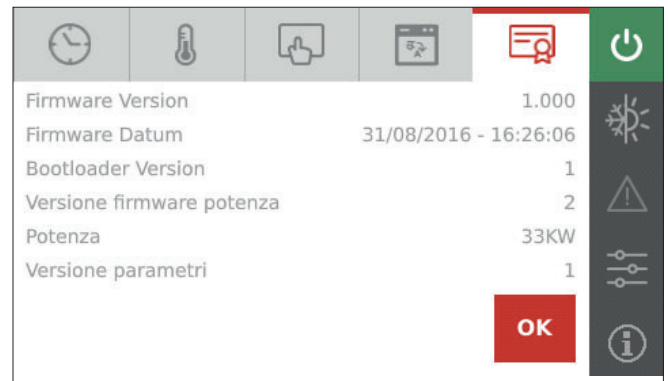 Firmware Version 1.000
Firmware Datum 31/08/2016 - 16:26:06
Bootloader Version 1
Versione firmware potenza 2
Potenza 33KW
Versione parametri 1
OK